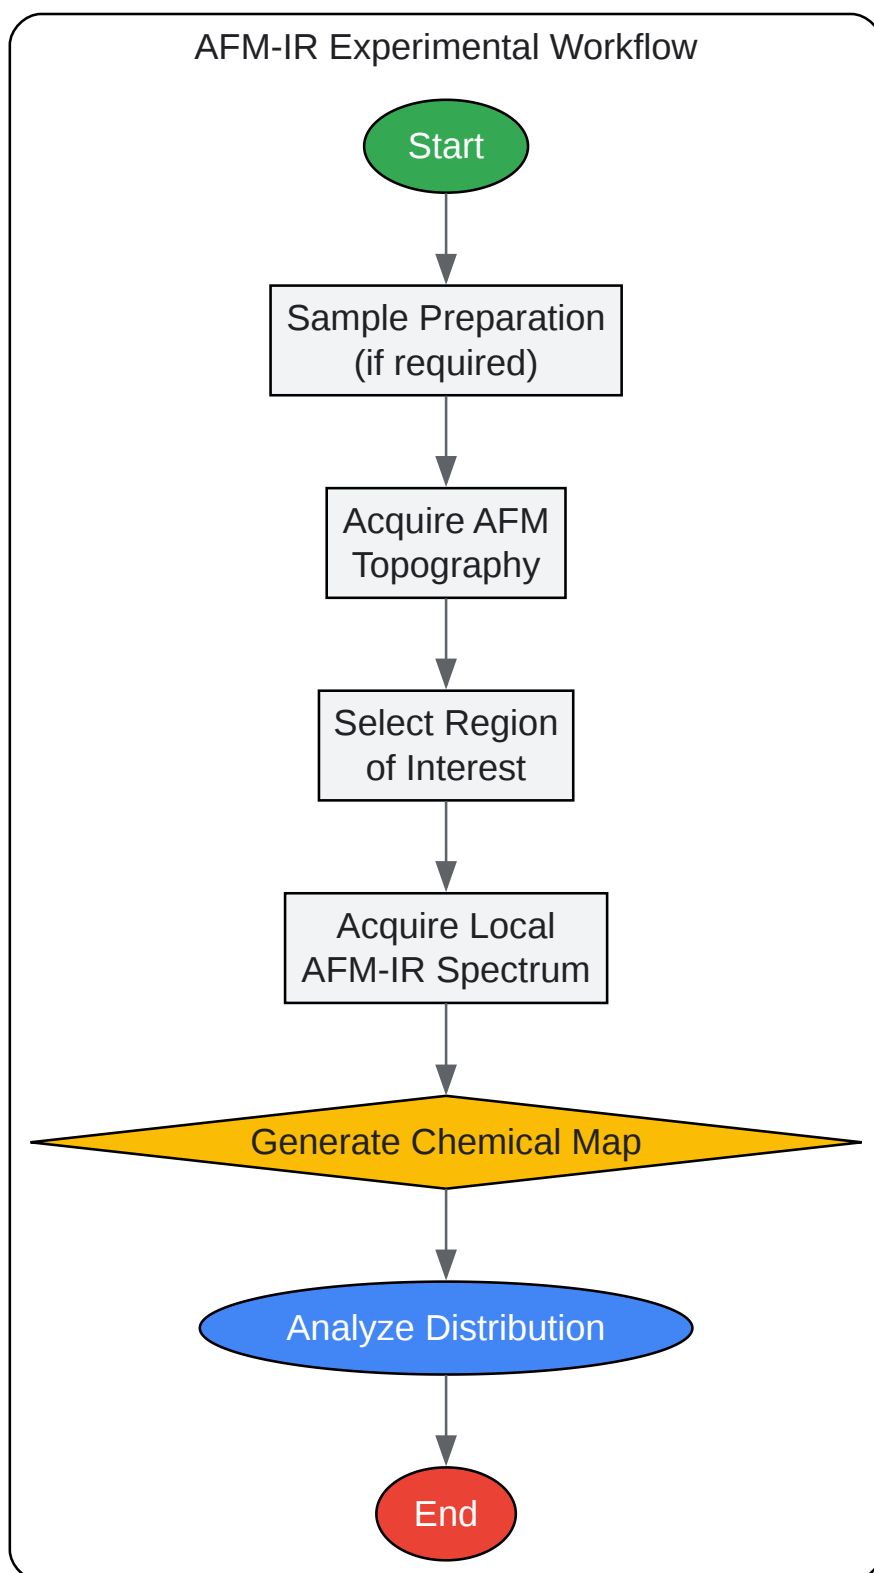 AFM-IR Experimental Workflow
Start
Sample Preparation
(if required)
Acquire AFM
Topography
Select Region
of Interest
Acquire Local
AFM-IR Spectrum
Generate Chemical Map
Analyze Distribution
End